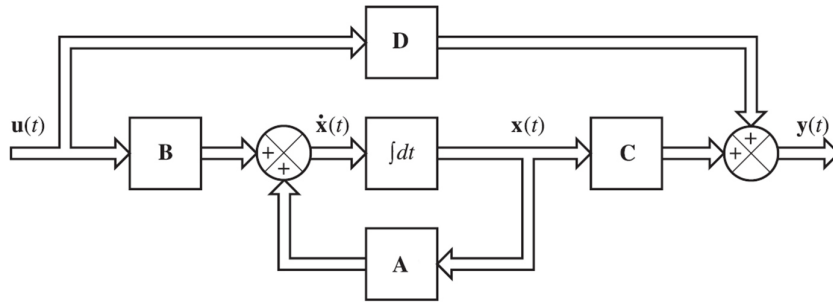 D
u(t)
B
+
+
ẋ(t)
∫dt
x(t)
C
+
+
y(t)
A